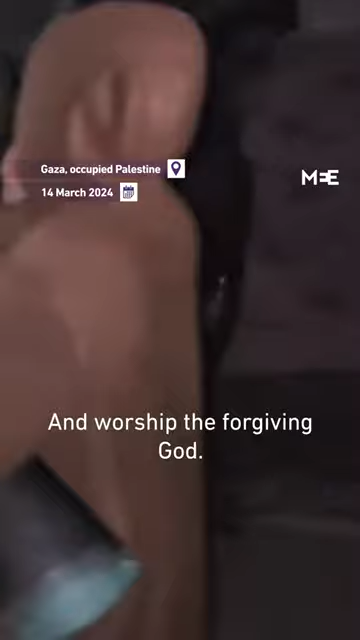 Gaza, occupied Palestine
MEE
14 March 2024
And worship the forgiving
God.